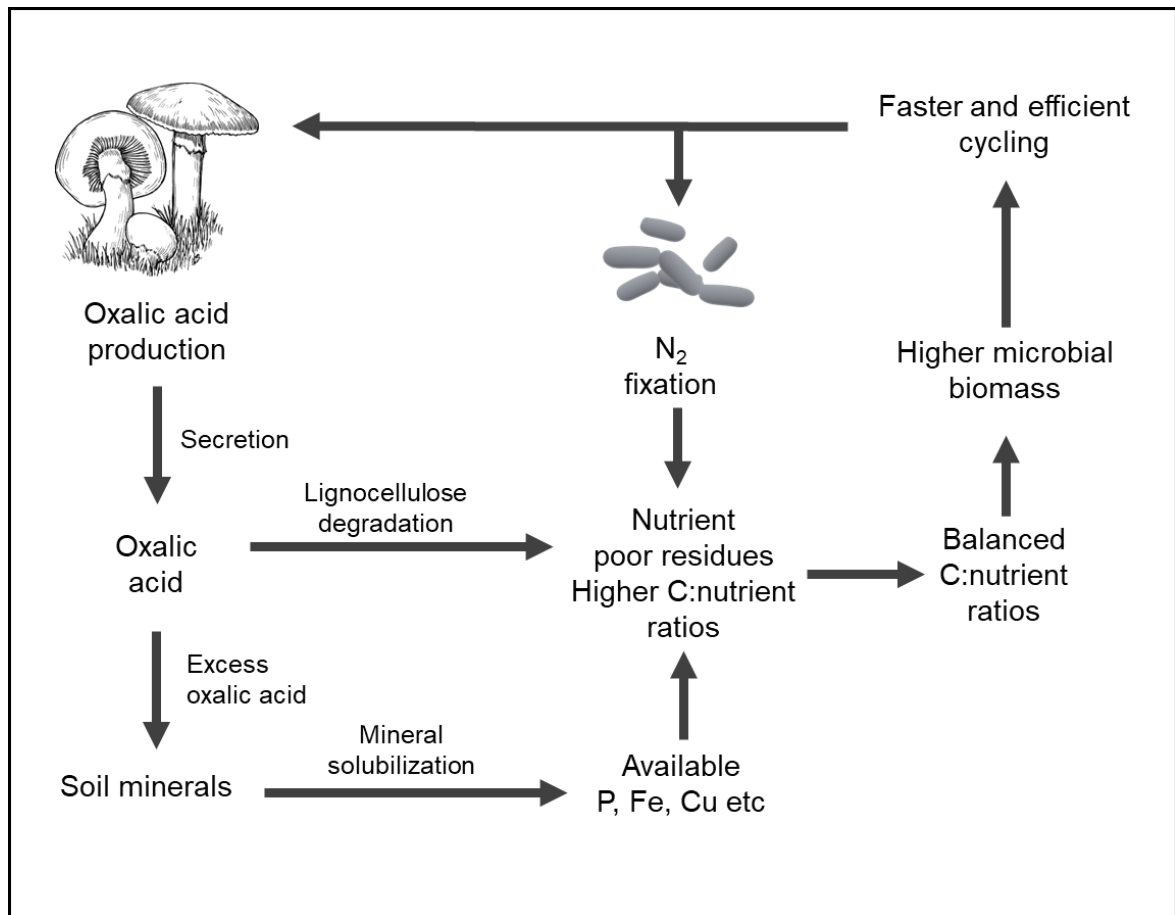 Faster and efficient
cycling
Oxalic acid
production
N₂
fixation
Higher microbial
biomass
Secretion
Lignocellulose
degradation
Oxalic
acid
Nutrient
poor residues
Higher C:nutrient
ratios
Balanced
C:nutrient
ratios
Excess
oxalic acid
Mineral
solubilization
Soil minerals
Available
P, Fe, Cu etc